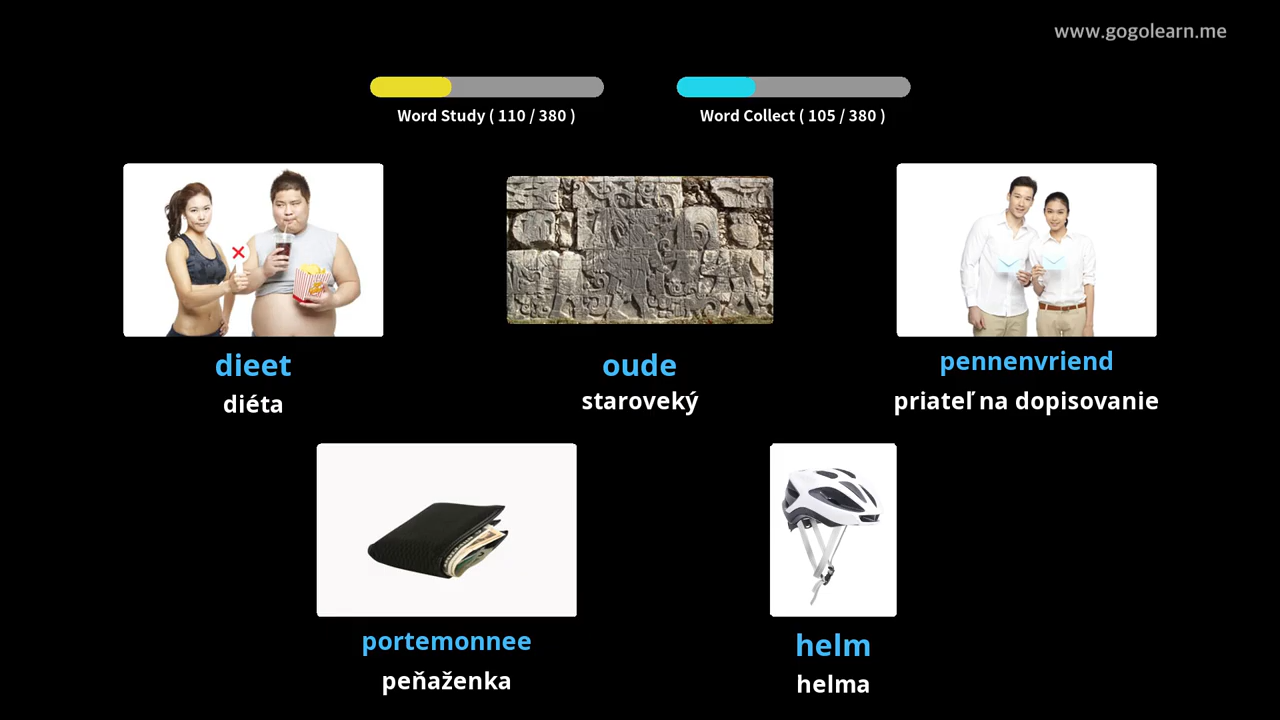 www.gogolearn.me
Word Study ( 110 / 380 )
Word Collect ( 105 / 380 )
dieet
diéta
oude
staroveký
pennenvriend
priateľ na dopisovanie
portemonnee
peňaženka
helm
helma